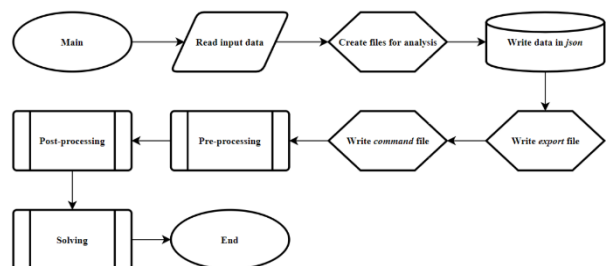 Main
Read input data
Create files for analysis
Write data in json
Post-processing
Pre-processing
Write command file
Write export file
Solving
End